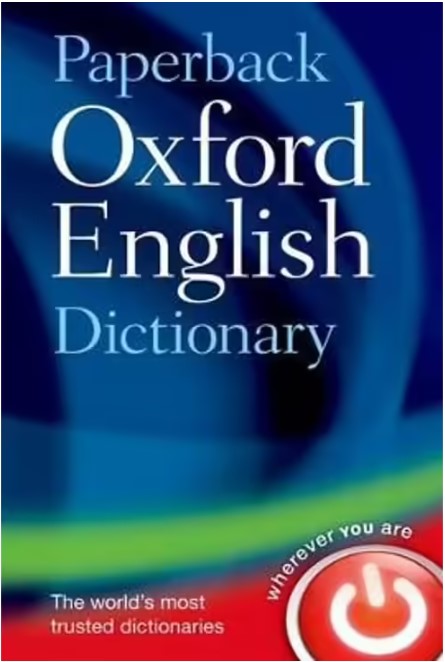 Paperback
Oxford
English
Dictionary
wherever YOU are
The world's most
trusted dictionaries